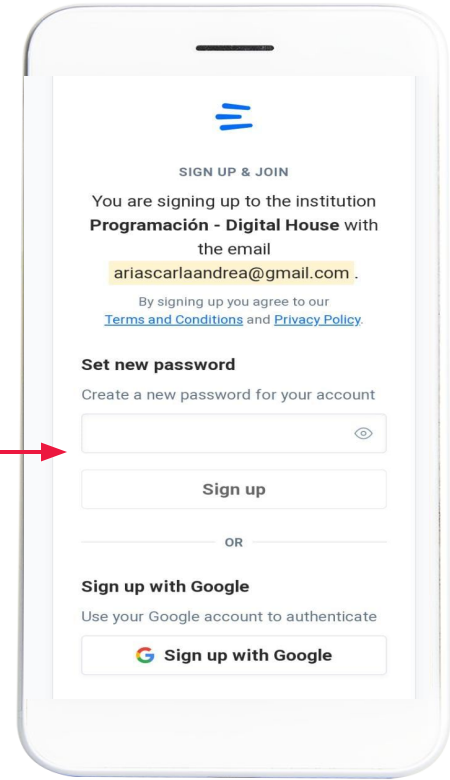 SIGN UP & JOIN
You are signing up to the institution
Programación - Digital House with
the email
ariascarlaandrea@gmail.com .
By signing up you agree to our
Terms and Conditions and Privacy Policy.
Set new password
Create a new password for your account
Sign up
OR
Sign up with Google
Use your Google account to authenticate
Sign up with Google